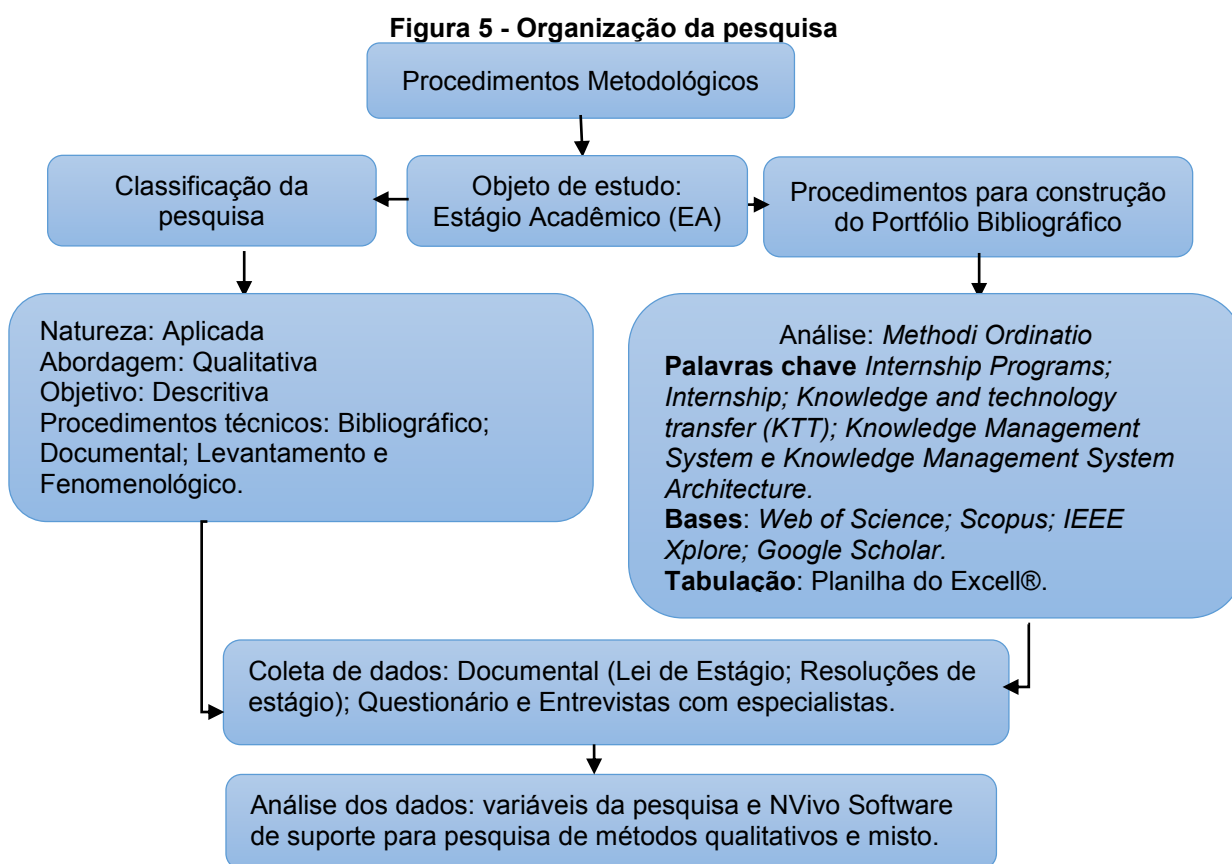 Figura 5 - Organização da pesquisa
Procedimentos Metodológicos
Classificação da
pesquisa
Objeto de estudo:
Estágio Acadêmico (EA)
Procedimentos para construção
do Portfólio Bibliográfico
Natureza: Aplicada
Abordagem: Qualitativa
Objetivo: Descritiva
Procedimentos técnicos: Bibliográfico;
Documental; Levantamento e
Fenomenológico.
Análise: Methodi Ordinatio
Palavras chave Internship Programs;
Internship; Knowledge and technology
transfer (KTT); Knowledge Management
System e Knowledge Management System
Architecture.
Bases: Web of Science; Scopus; IEEE
Xplore; Google Scholar.
Tabulação: Planilha do Excell®.
Coleta de dados: Documental (Lei de Estágio; Resoluções de
estágio); Questionário e Entrevistas com especialistas.
Análise dos dados: variáveis da pesquisa e NVivo Software
de suporte para pesquisa de métodos qualitativos e misto.